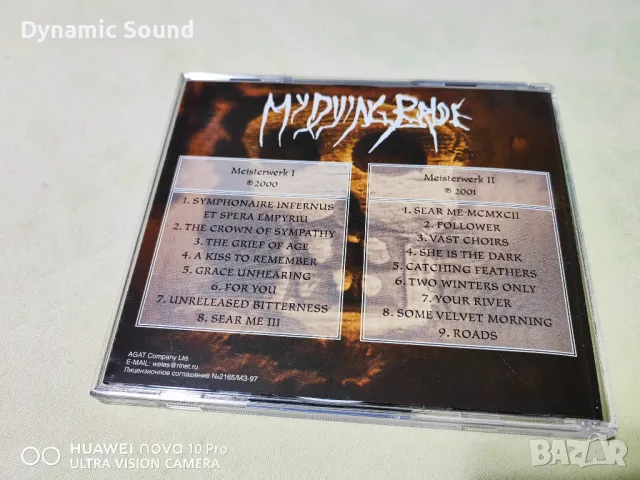 Dynamic Sound
MY DYING BRIDE
Meisterwerk I
℗ 2000
1. SYMPHONAIRE INFERNUS
ET SPERA EMPYRIU
2. THE CROWN OF SYMPATHY
3. THE GRIEF OF AGE
4. A KISS TO REMEMBER
5. GRACE UNHEARING
6. FOR YOU
7. UNRELEASED BITTERNESS
8. SEAR ME III
Meisterwerk II
℗ 2001
1. SEAR ME MCMXCII
2. FOLLOWER
3. VAST CHOIRS
4. SHE IS THE DARK
5. CATCHING FEATHERS
6. TWO WINTERS ONLY
7. YOUR RIVER
8. SOME VELVET MORNING
9. ROADS
AGAT Company Ltd.
E-MAIL: weles@rinet.ru
Лицензионное соглашение №2165/МЗ-97
HUAWEI nova 10 Pro
ULTRA VISION CAMERA
BAZAR